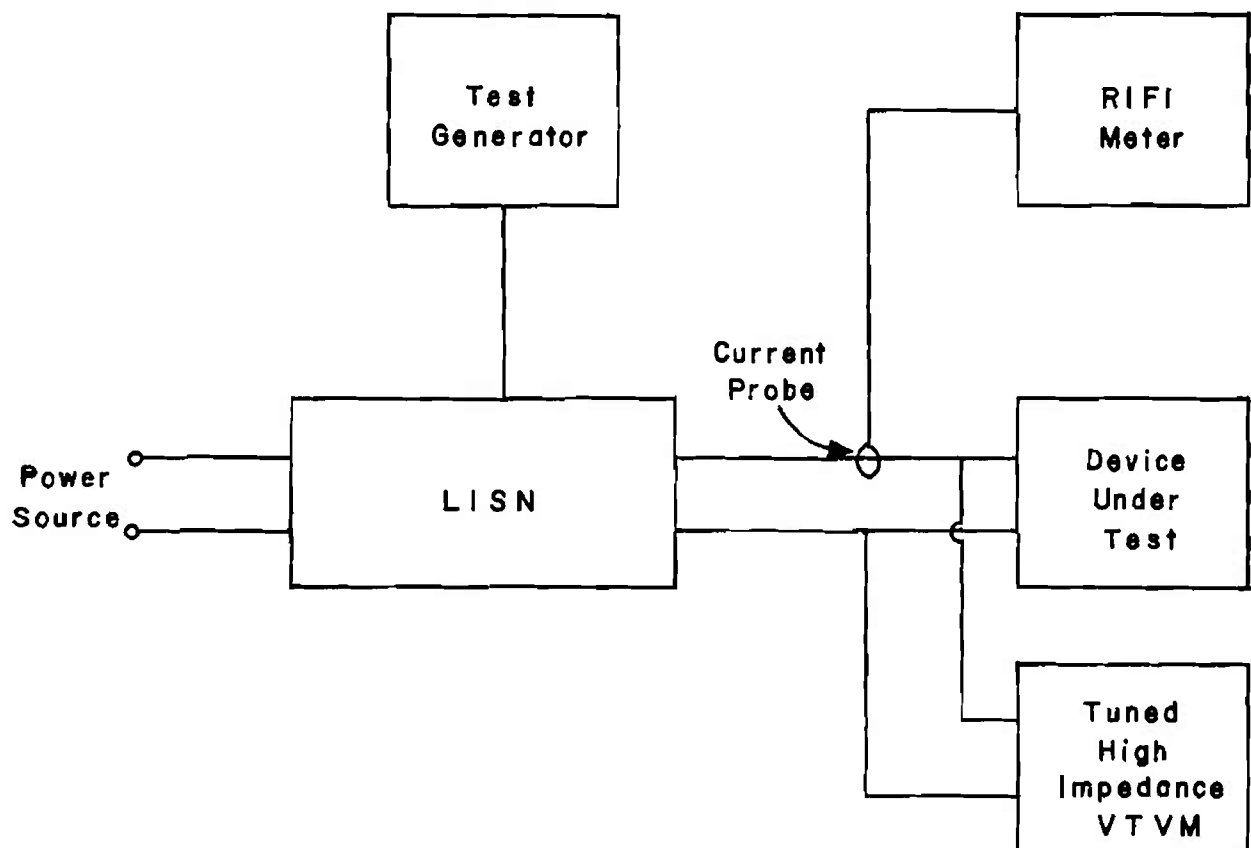 Test
Generator
RIFI
Meter
Current
Probe
Power
Source
LISN
Device
Under
Test
Tuned
High
Impedance
VTVM